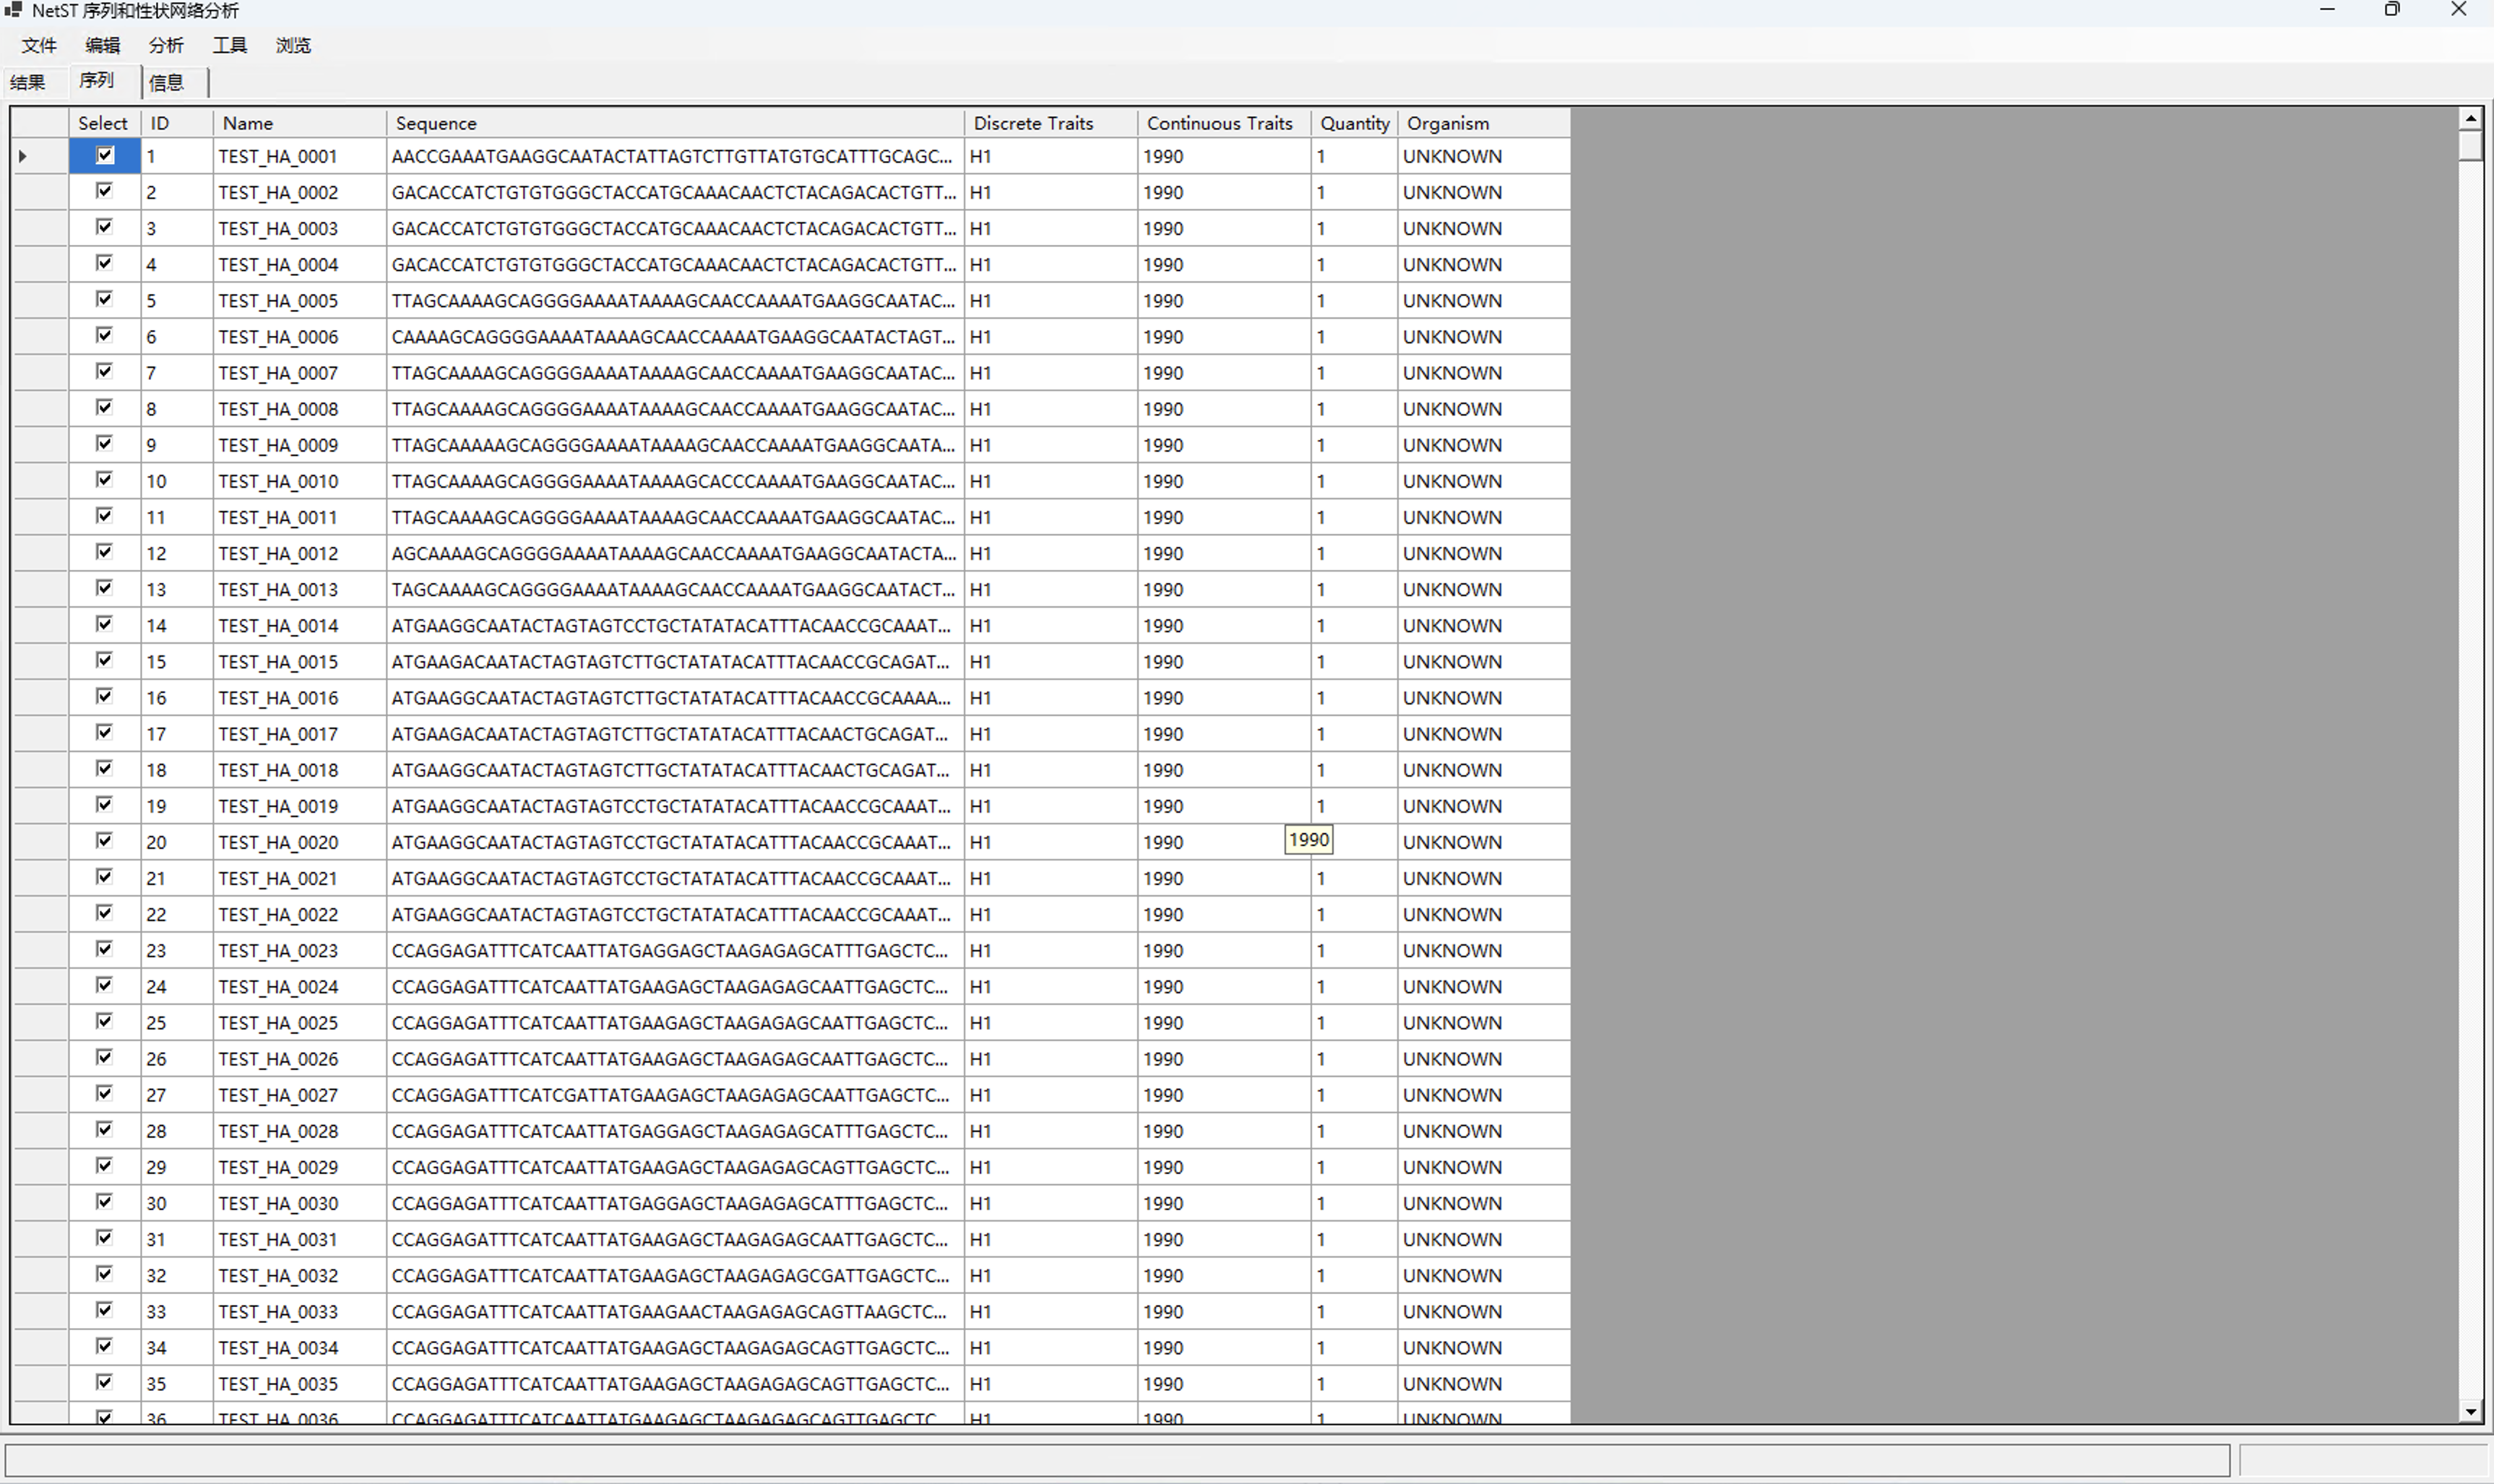 NetST 序列和性状网络分析
文件 编辑 分析 工具 浏览
结果 序列 信息
Select ID Name Sequence Discrete Traits Continuous Traits Quantity Organism
1 TEST_HA_0001 AACCGAAATGAAGGCAATACTATTAGTCTTGTTATGTGCATTTGCAGC... H1 1990 1 UNKNOWN
2 TEST_HA_0002 GACACCATCTGTGTGGGCTACCATGCAAACAACTCTACAGACACTGTT... H1 1990 1 UNKNOWN
3 TEST_HA_0003 GACACCATCTGTGTGGGCTACCATGCAAACAACTCTACAGACACTGTT... H1 1990 1 UNKNOWN
4 TEST_HA_0004 GACACCATCTGTGTGGGCTACCATGCAAACAACTCTACAGACACTGTT... H1 1990 1 UNKNOWN
5 TEST_HA_0005 TTAGCAAAAGCAGGGGAAAATAAAAGCAACCAAAATGAAGGCAATAC... H1 1990 1 UNKNOWN
6 TEST_HA_0006 CAAAAGCAGGGGAAAATAAAAGCAACCAAAATGAAGGCAATACTAGT... H1 1990 1 UNKNOWN
7 TEST_HA_0007 TTAGCAAAAGCAGGGGAAAATAAAAGCAACCAAAATGAAGGCAATAC... H1 1990 1 UNKNOWN
8 TEST_HA_0008 TTAGCAAAAGCAGGGGAAAATAAAAGCAACCAAAATGAAGGCAATAC... H1 1990 1 UNKNOWN
9 TEST_HA_0009 TTAGCAAAAAGCAGGGGAAAATAAAAGCAACCAAAATGAAGGCAATA... H1 1990 1 UNKNOWN
10 TEST_HA_0010 TTAGCAAAAGCAGGGGAAAATAAAAGCACCCAAAATGAAGGCAATAC... H1 1990 1 UNKNOWN
11 TEST_HA_0011 TTAGCAAAAGCAGGGGAAAATAAAAGCAACCAAAATGAAGGCAATAC... H1 1990 1 UNKNOWN
12 TEST_HA_0012 AGCAAAAGCAGGGGAAAATAAAAGCAACCAAAATGAAGGCAATACTA... H1 1990 1 UNKNOWN
13 TEST_HA_0013 TAGCAAAAGCAGGGGAAAATAAAAGCAACCAAAATGAAGGCAATACT... H1 1990 1 UNKNOWN
14 TEST_HA_0014 ATGAAGGCAATACTAGTAGTCCTGCTATATACATTTACAACCGCAAAT... H1 1990 1 UNKNOWN
15 TEST_HA_0015 ATGAAGACAATACTAGTAGTCTTGCTATATACATTTACAACCGCAGAT... H1 1990 1 UNKNOWN
16 TEST_HA_0016 ATGAAGGCAATACTAGTAGTCTTGCTATATACATTTACAACCGCAAAA... H1 1990 1 UNKNOWN
17 TEST_HA_0017 ATGAAGACAATACTAGTAGTCTTGCTATATACATTTACAACTGCAGAT... H1 1990 1 UNKNOWN
18 TEST_HA_0018 ATGAAGGCAATACTAGTAGTCTTGCTATATACATTTACAACTGCAGAT... H1 1990 1 UNKNOWN
19 TEST_HA_0019 ATGAAGGCAATACTAGTAGTCCTGCTATATACATTTACAACCGCAAAT... H1 1990 1 UNKNOWN
20 TEST_HA_0020 ATGAAGGCAATACTAGTAGTCCTGCTATATACATTTACAACCGCAAAT... H1 1990 1990 UNKNOWN
21 TEST_HA_0021 ATGAAGGCAATACTAGTAGTCCTGCTATATACATTTACAACCGCAAAT... H1 1990 1 UNKNOWN
22 TEST_HA_0022 ATGAAGGCAATACTAGTAGTCCTGCTATATACATTTACAACCGCAAAT... H1 1990 1 UNKNOWN
23 TEST_HA_0023 CCAGGAGATTTCATCAATTATGAGGAGCTAAGAGAGCATTTGAGCTC... H1 1990 1 UNKNOWN
24 TEST_HA_0024 CCAGGAGATTTCATCAATTATGAAGAGCTAAGAGAGCAATTGAGCTC... H1 1990 1 UNKNOWN
25 TEST_HA_0025 CCAGGAGATTTCATCAATTATGAAGAGCTAAGAGAGCAATTGAGCTC... H1 1990 1 UNKNOWN
26 TEST_HA_0026 CCAGGAGATTTCATCAATTATGAAGAGCTAAGAGAGCAATTGAGCTC... H1 1990 1 UNKNOWN
27 TEST_HA_0027 CCAGGAGATTTCATCGATTATGAAGAGCTAAGAGAGCAATTGAGCTC... H1 1990 1 UNKNOWN
28 TEST_HA_0028 CCAGGAGATTTCATCAATTATGAGGAGCTAAGAGAGCATTTGAGCTC... H1 1990 1 UNKNOWN
29 TEST_HA_0029 CCAGGAGATTTCATCAATTATGAAGAGCTAAGAGAGCAGTTGAGCTC... H1 1990 1 UNKNOWN
30 TEST_HA_0030 CCAGGAGATTTCATCAATTATGAGGAGCTAAGAGAGCATTTGAGCTC... H1 1990 1 UNKNOWN
31 TEST_HA_0031 CCAGGAGATTTCATCAATTATGAAGAGCTAAGAGAGCAATTGAGCTC... H1 1990 1 UNKNOWN
32 TEST_HA_0032 CCAGGAGATTTCATCAATTATGAAGAGCTAAGAGAGCGATTGAGCTC... H1 1990 1 UNKNOWN
33 TEST_HA_0033 CCAGGAGATTTCATCAATTATGAAGAACTAAGAGAGCAGTTAAGCTC... H1 1990 1 UNKNOWN
34 TEST_HA_0034 CCAGGAGATTTCATCAATTATGAAGAGCTAAGAGAGCAGTTGAGCTC... H1 1990 1 UNKNOWN
35 TEST_HA_0035 CCAGGAGATTTCATCAATTATGAAGAGCTAAGAGAGCAGTTGAGCTC... H1 1990 1 UNKNOWN
36 TEST_HA_0036 CCAGGAGATTTCATCAATTATGAAGAGCTAAGAGAGCAGTTGAGCTC... H1 1990 1 UNKNOWN